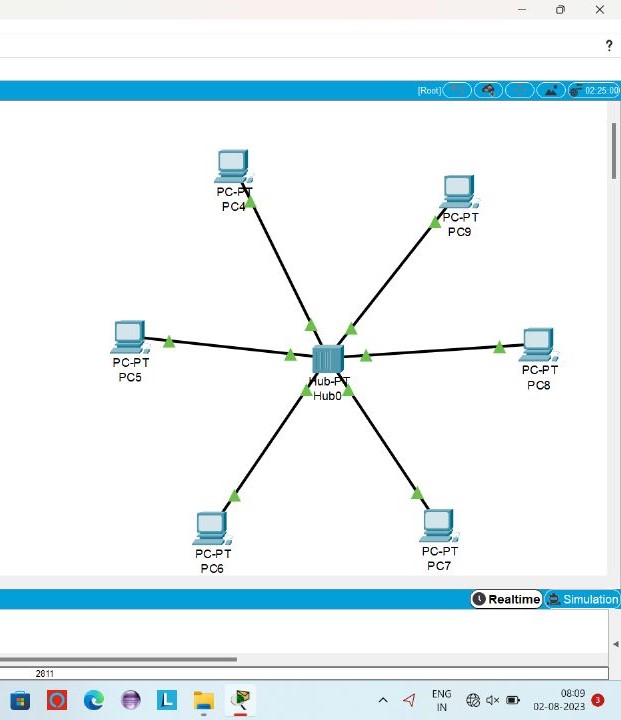 ?
[Root]
02:25:00
PC-PT
PC4
PC-PT
PC9
PC-PT
PC5
Hub-PT
Hub0
PC-PT
PC8
PC-PT
PC6
PC-PT
PC7
Realtime
Simulation
2811
L
ENG
IN
08:09
02-08-2023
3